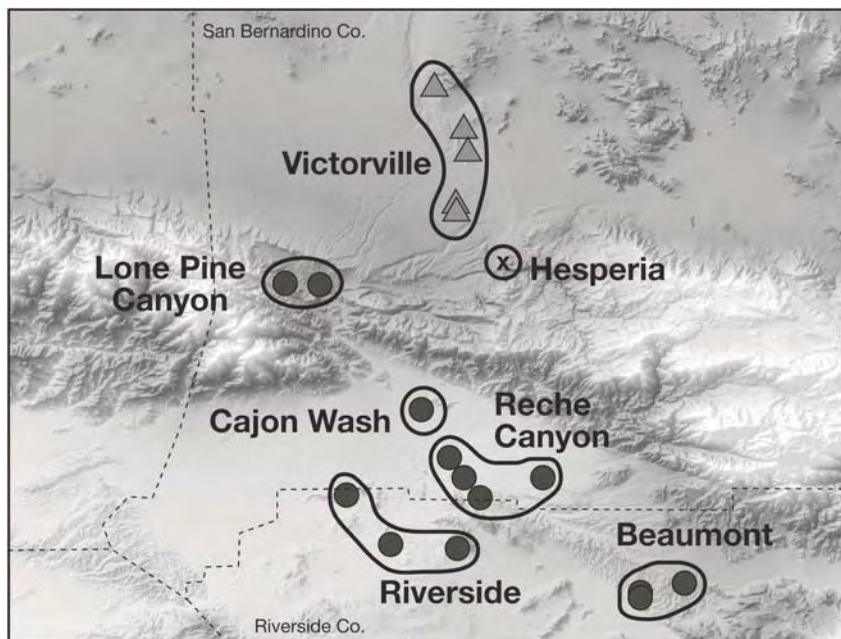 San Bernardino Co.
Victorville
Lone Pine
Canyon
x
Hesperia
Cajon Wash
Reche
Canyon
Beaumont
Riverside
Riverside Co.